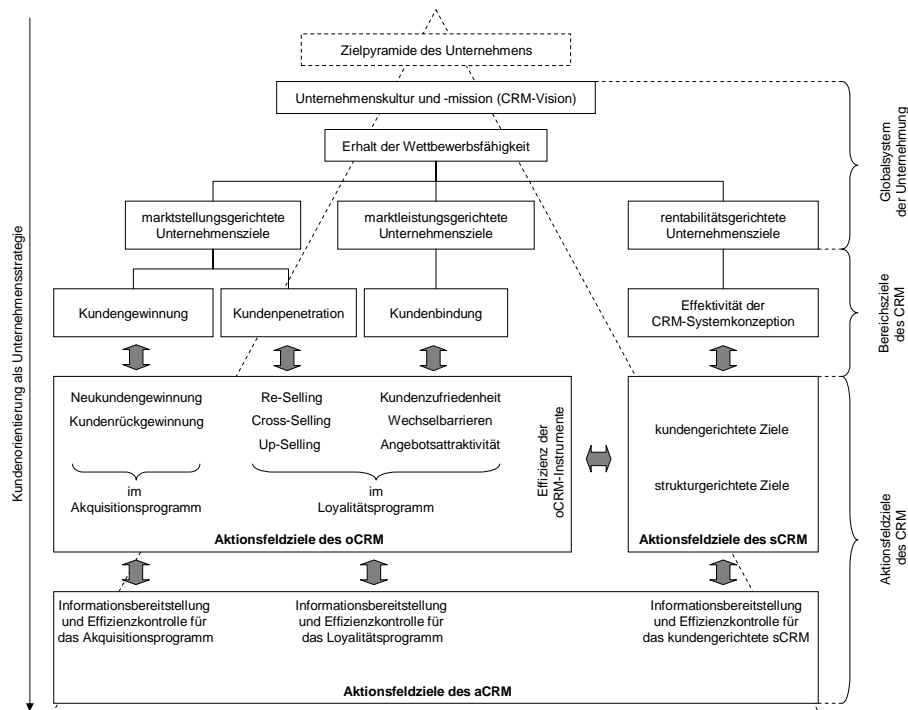 Zielpyramide des Unternehmens
Unternehmenskultur und -mission (CRM-Vision)
Erhalt der Wettbewerbsfähigkeit
marktstellungsgerichtete
Unternehmensziele
marktleistungsgerichtete
Unternehmensziele
rentabilitätsgerichtete
Unternehmensziele
Kundengewinnung
Kundenpenetration
Kundenbindung
Effektivität der
CRM-Systemkonzeption
Neukundengewinnung
Kundenrückgewinnung
im
Akquisitionsprogramm
Re-Selling
Cross-Selling
Up-Selling
Kundenzufriedenheit
Wechselbarrieren
Angebotsattraktivität
im
Loyalitätsprogramm
Effizienz der
oCRM-Instrumente
Aktionsfeldziele des oCRM
kundengerichtete Ziele
strukturgerichtete Ziele
Aktionsfeldziele des sCRM
Informationsbereitstellung
und Effizienzkontrolle für
das Akquisitionsprogramm
Informationsbereitstellung
und Effizienzkontrolle für
das Loyalitätsprogramm
Informationsbereitstellung
und Effizienzkontrolle für
das kundengerichtete sCRM
Aktionsfeldziele des aCRM
Kundenorientierung als Unternehmensstrategie
Globalsystem
der Unternehmung
Bereichsziele
des CRM
Aktionsfeldziele
des CRM